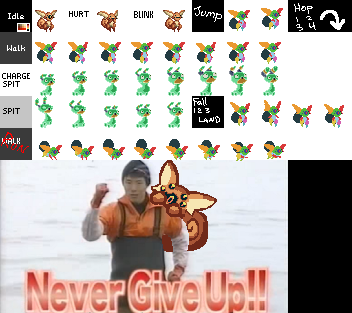 Idle HURT BLINK Jump Hop
1 2
3 4
Walk
CHARGE
SPIT
SPIT Fall
1 2 3
LAND
WALK
Never Give Up!!